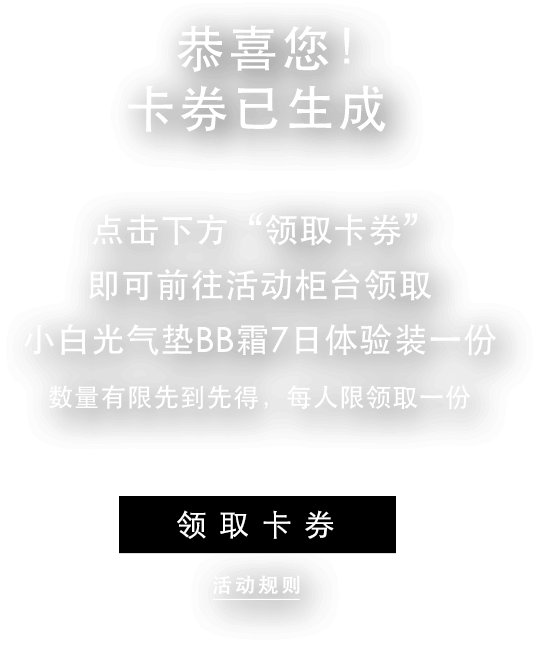 恭喜您！
卡券已生成
点击下方“领取卡券”
即可前往活动柜台领取
小白光气垫BB霜7日体验装一份
数量有限先到先得，每人限领取一份
领取卡券
活动规则